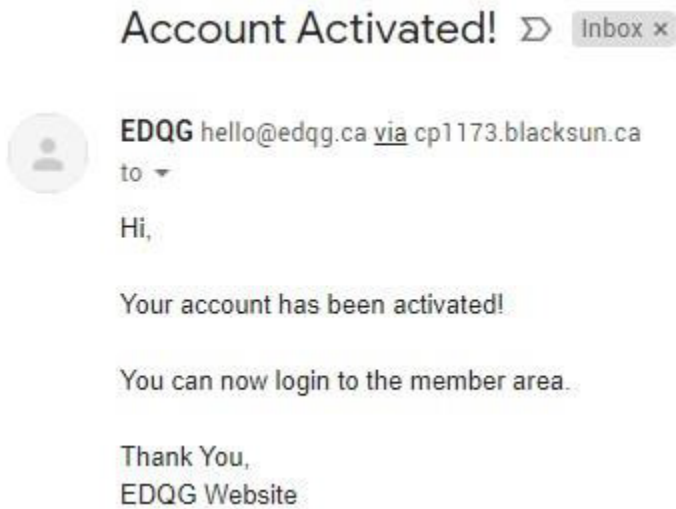 Account Activated! Inbox ×
EDQG hello@edqg.ca via cp1173.blacksun.ca
to
Hi,
Your account has been activated!
You can now login to the member area.
Thank You,
EDQG Website